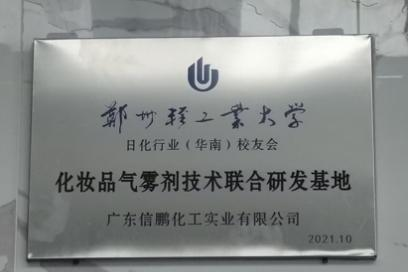 郑州轻工业大学
日化行业（华南）校友会
化妆品气雾剂技术联合研发基地
广东信鹏化工实业有限公司
2021.10